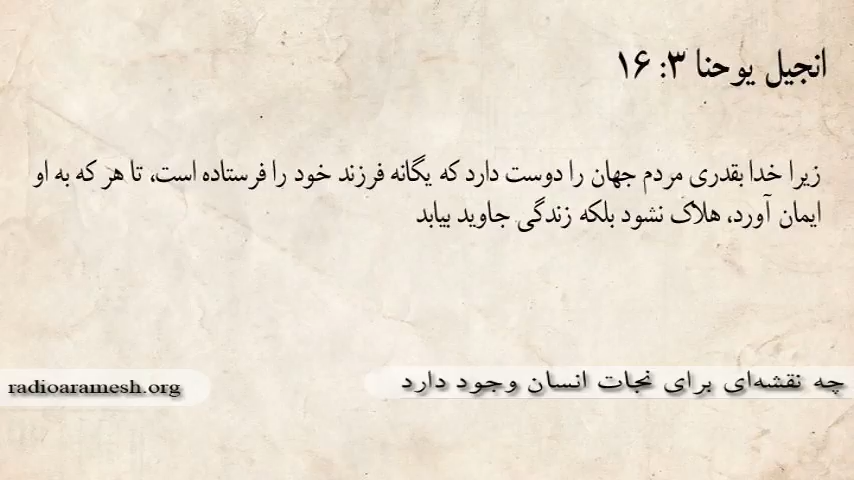 انجیل یوحنا ۳: ۱۶
زیرا خدا بقدری مردم جهان را دوست دارد که یگانه فرزند خود را فرستاده است، تا هر که به او
ایمان آورد، هلاک نشود بلکه زندگی جاوید بیابد
چه نقشه‌ای برای نجات انسان وجود دارد
radioaramesh.org